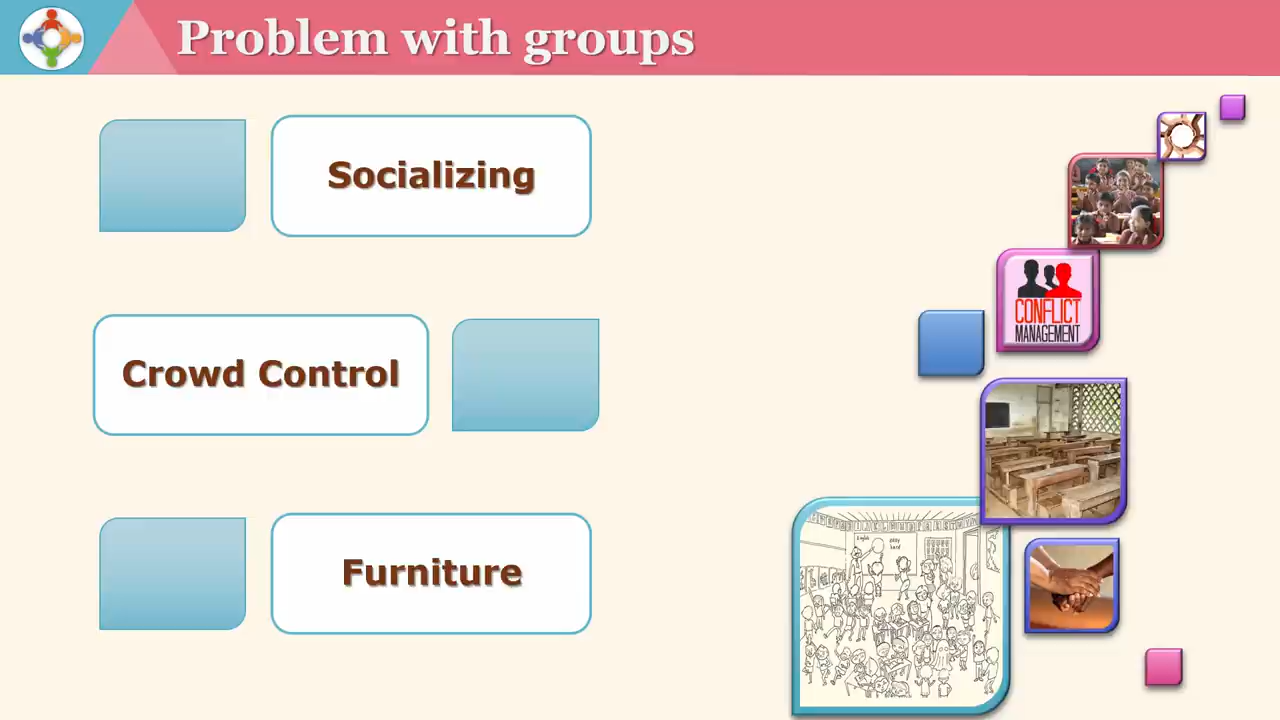 Problem with groups
Socializing
Crowd Control
Furniture
CONFLICT
MANAGEMENT